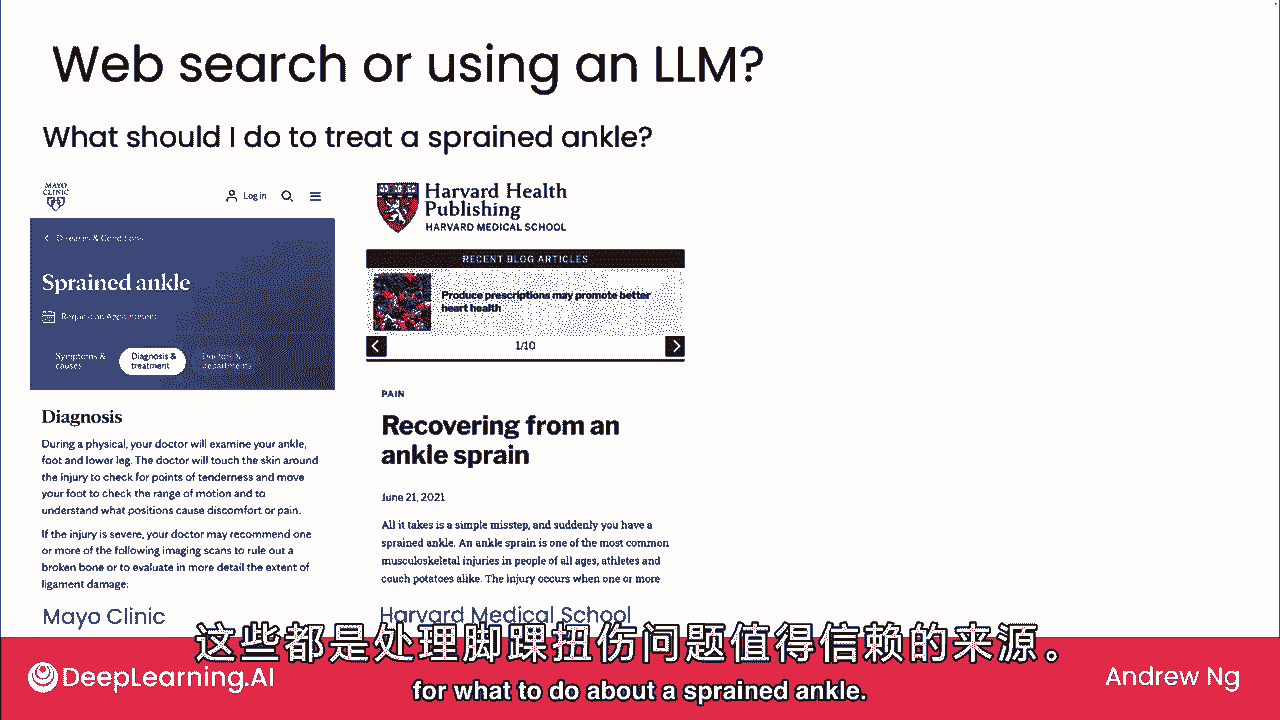 Web search or using an LLM?
What should I do to treat a sprained ankle?
MAYO
CLINIC
Log in
Diseases & Conditions
Sprained ankle
Request an Appointment
Symptoms &
causes
Diagnosis &
treatment
Doctors &
departments
Diagnosis
During a physical, your doctor will examine your ankle,
foot and lower leg. The doctor will touch the skin around
the injury to check for points of tenderness and move
your foot to check the range of motion and to
understand what positions cause discomfort or pain.
If the injury is severe, your doctor may recommend one
or more of the following imaging scans to rule out a
broken bone or to evaluate in more detail the extent of
ligament damage:
Mayo Clinic
Harvard Health
Publishing
HARVARD MEDICAL SCHOOL
RECENT BLOG ARTICLES
Produce prescriptions may promote better
heart health
1/10
PAIN
Recovering from an
ankle sprain
June 21, 2021
All it takes is a simple misstep, and suddenly you have a
sprained ankle. An ankle sprain is one of the most common
musculoskeletal injuries in people of all ages, athletes and
couch potatoes alike. The injury occurs when one or more
Harvard Medical School
这些都是处理脚踝扭伤问题值得信赖的来源。
for what to do about a sprained ankle.
DeepLearning.AI
Andrew Ng